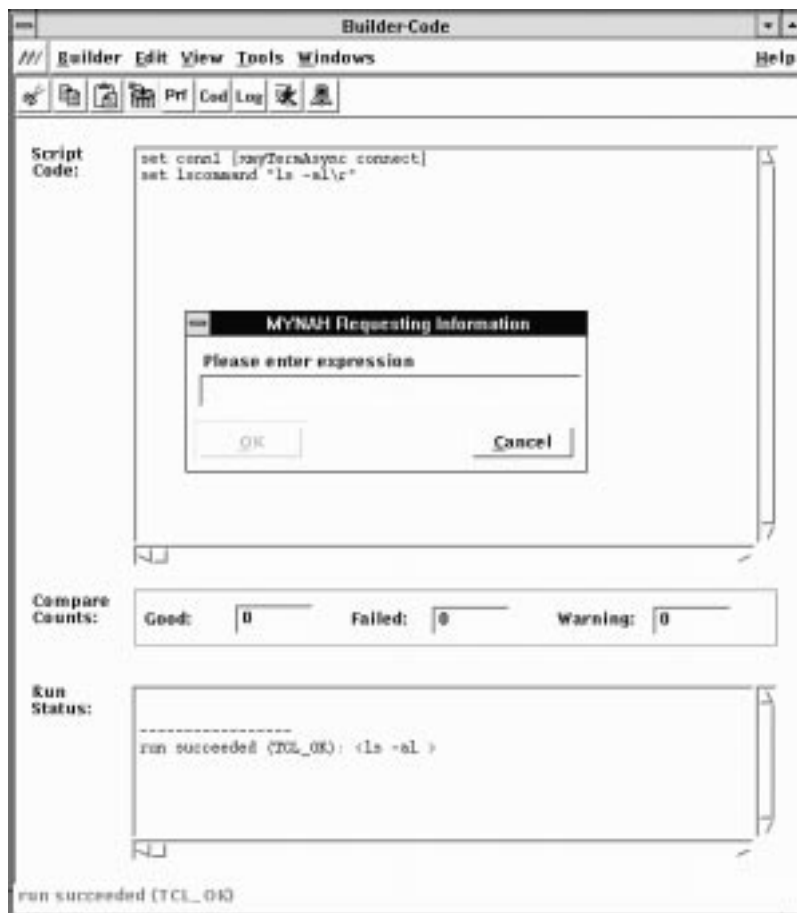 Builder-Code
Builder Edit View Tools Windows Help
Prf Cod Log
Script
Code:
set conn1 [xmyTermAsync connect]
set lscommand "ls -al\r"
MYNAH Requesting Information
Please enter expression
OK Cancel
Compare
Counts:
Good: 0 Failed: 0 Warning: 0
Run
Status:
-----------------
run succeeded (TCL_OK): <ls -al >
run succeeded (TCL_OK)